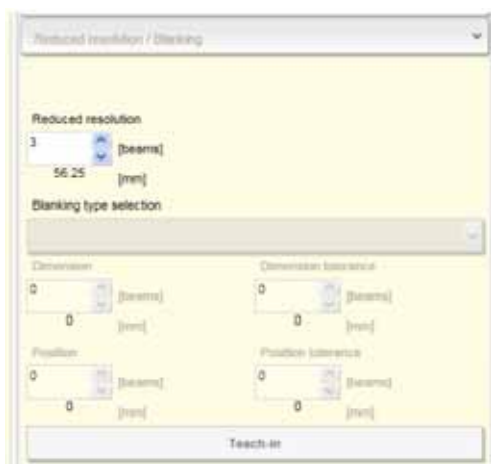 Reduced resolution / Blanking
Reduced resolution
3 [beams]
56.25 [mm]
Blanking type selection
Dimension Dimension tolerance
0 [beams] 0 [beams]
0 [mm] 0 [mm]
Position Position tolerance
0 [beams] 0 [beams]
0 [mm] 0 [mm]
Teach-in